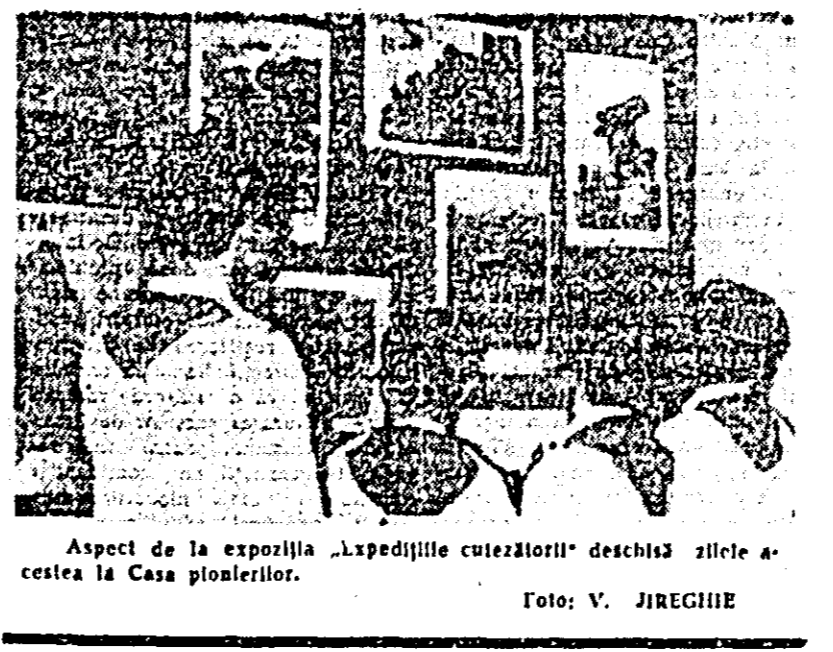 Aspect de la expoziția „Expedițiile cutezătorii“ deschisă zilele a-
cestea la Casa pionierilor.
Foto: V. JIREGHIE